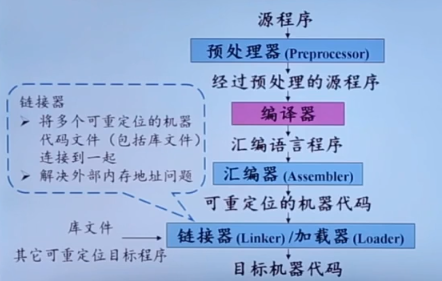 源程序
预处理器(Preprocessor)
经过预处理的源程序
编译器
汇编语言程序
汇编器(Assembler)
可重定位的机器代码
链接器(Linker)/加载器(Loader)
目标机器代码
链接器
➢ 将多个可重定位的机器
代码文件（包括库文件）
连接到一起
➢ 解决外部内存地址问题
库文件
其它可重定位目标程序